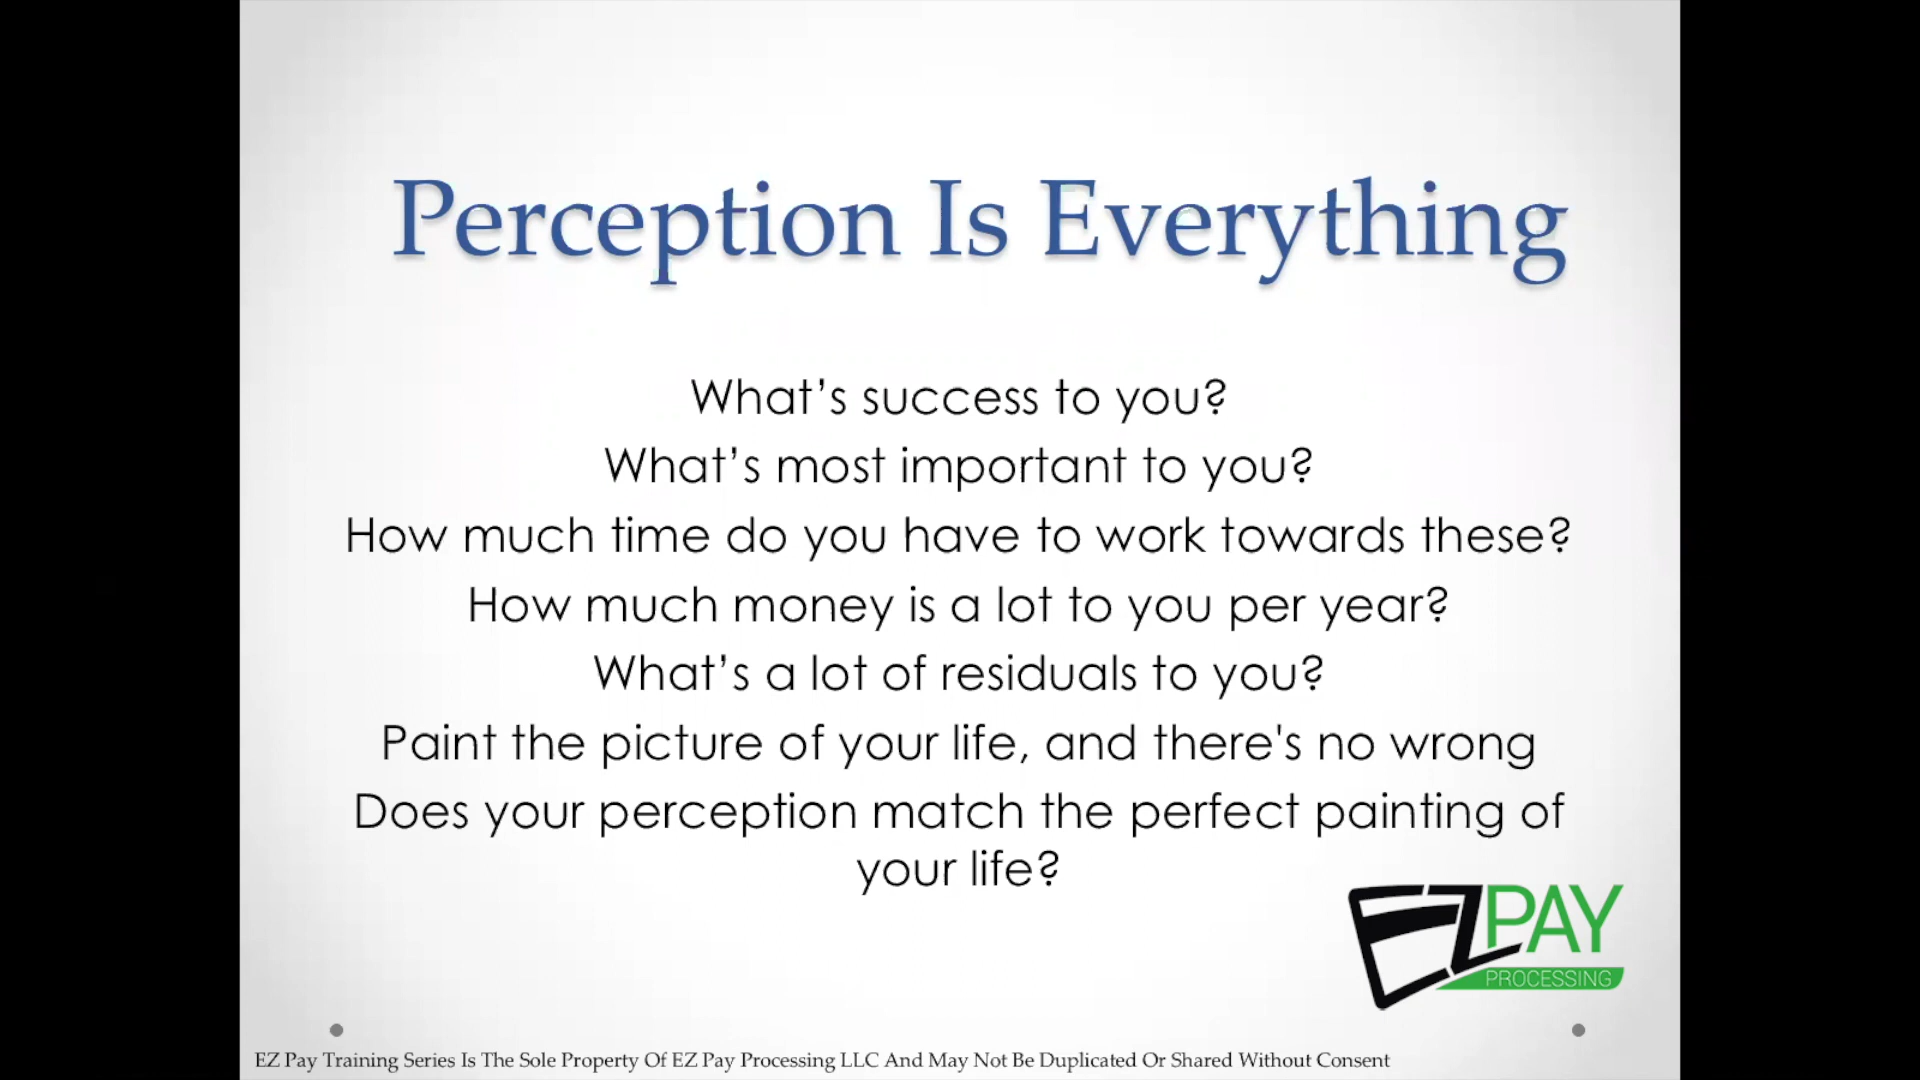 Perception Is Everything
What’s success to you?
What’s most important to you?
How much time do you have to work towards these?
How much money is a lot to you per year?
What’s a lot of residuals to you?
Paint the picture of your life, and there's no wrong
Does your perception match the perfect painting of
your life?
EZPAY
PROCESSING
EZ Pay Training Series Is The Sole Property Of EZ Pay Processing LLC And May Not Be Duplicated Or Shared Without Consent